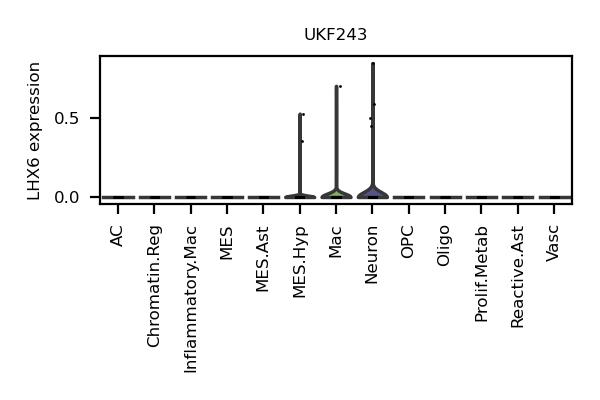 UKF243
LHX6 expression
0.5
0.0
AC
Chromatin.Reg
Inflammatory.Mac
MES
MES.Ast
MES.Hyp
Mac
Neuron
OPC
Oligo
Prolif.Metab
Reactive.Ast
Vasc